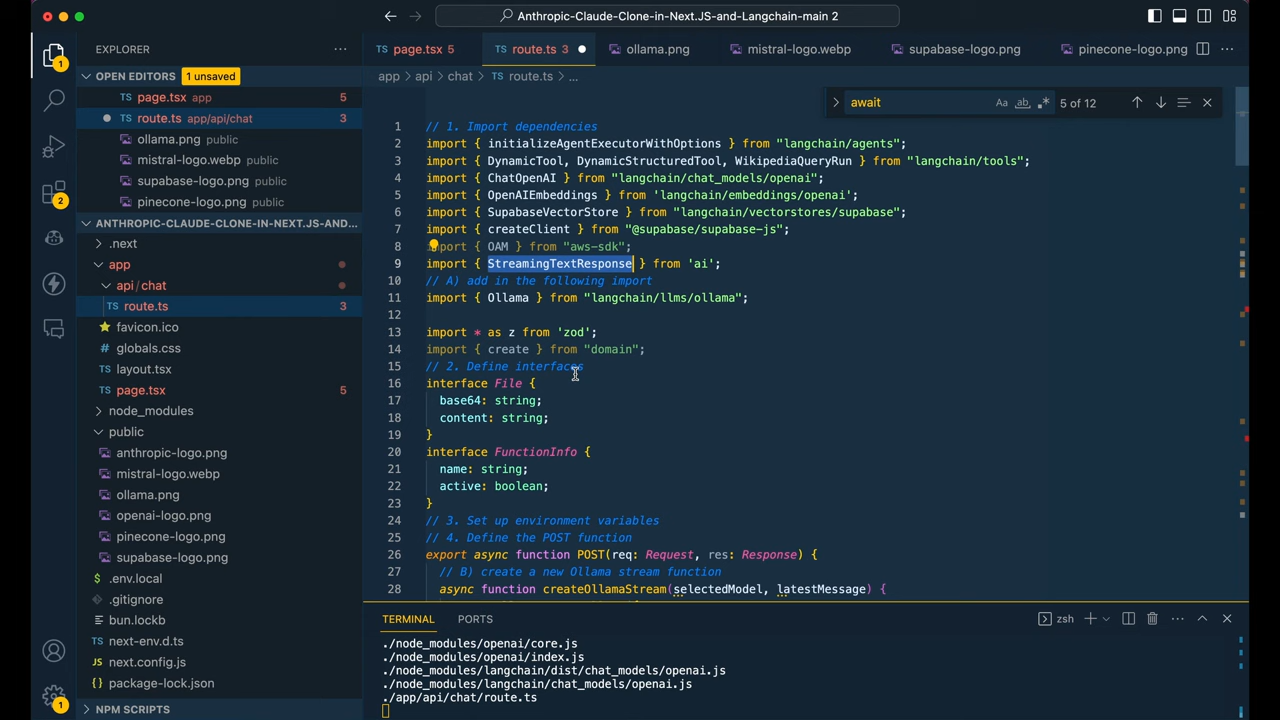 Anthropic-Claude-Clone-in-Next.JS-and-Langchain-main 2
EXPLORER
OPEN EDITORS 1 unsaved
TS page.tsx app 5
TS route.ts app/api/chat 3
ollama.png public
mistral-logo.webp public
supabase-logo.png public
pinecone-logo.png public
ANTHROPIC-CLAUDE-CLONE-IN-NEXT.JS-AND-...
.next
app
api/chat
TS route.ts 3
favicon.ico
globals.css
layout.tsx
page.tsx 5
node_modules
public
anthropic-logo.png
mistral-logo.webp
ollama.png
openai-logo.png
pinecone-logo.png
supabase-logo.png
$ .env.local
.gitignore
bun.lockb
TS next-env.d.ts
JS next.config.js
{} package-lock.json
NPM SCRIPTS
1
2
1
TS page.tsx 5
TS route.ts 3
ollama.png
mistral-logo.webp
supabase-logo.png
pinecone-logo.png
app > api > chat > TS route.ts > ...
await Aa ab .* 5 of 12
1 // 1. Import dependencies
2 import { initializeAgentExecutorWithOptions } from "langchain/agents";
3 import { DynamicTool, DynamicStructuredTool, WikipediaQueryRun } from "langchain/tools";
4 import { ChatOpenAI } from "langchain/chat_models/openai";
5 import { OpenAIEmbeddings } from 'langchain/embeddings/openai';
6 import { SupabaseVectorStore } from "langchain/vectorstores/supabase";
7 import { createClient } from "@supabase/supabase-js";
8 import { OAM } from "aws-sdk";
9 import { StreamingTextResponse } from 'ai';
10 // A) add in the following import
11 import { Ollama } from "langchain/llms/ollama";
12
13 import * as z from 'zod';
14 import { create } from "domain";
15 // 2. Define interfaces
16 interface File {
17 base64: string;
18 content: string;
19 }
20 interface FunctionInfo {
21 name: string;
22 active: boolean;
23 }
24 // 3. Set up environment variables
25 // 4. Define the POST function
26 export async function POST(req: Request, res: Response) {
27 // B) create a new Ollama stream function
28 async function createOllamaStream(selectedModel, latestMessage) {
TERMINAL
PORTS
zsh
./node_modules/openai/core.js
./node_modules/openai/index.js
./node_modules/langchain/dist/chat_models/openai.js
./node_modules/langchain/chat_models/openai.js
./app/api/chat/route.ts